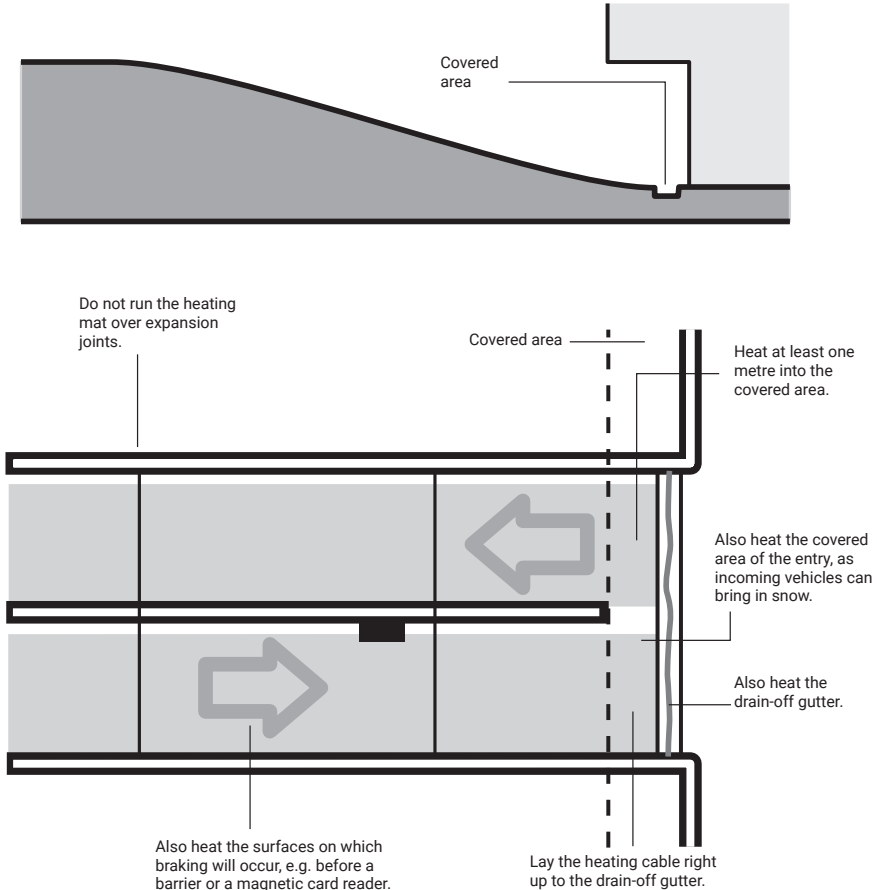 Covered
area
Do not run the heating
mat over expansion
joints.
Covered area
Heat at least one
metre into the
covered area.
Also heat the covered
area of the entry, as
incoming vehicles can
bring in snow.
Also heat the
drain-off gutter.
Also heat the surfaces on which
braking will occur, e.g. before a
barrier or a magnetic card reader.
Lay the heating cable right
up to the drain-off gutter.